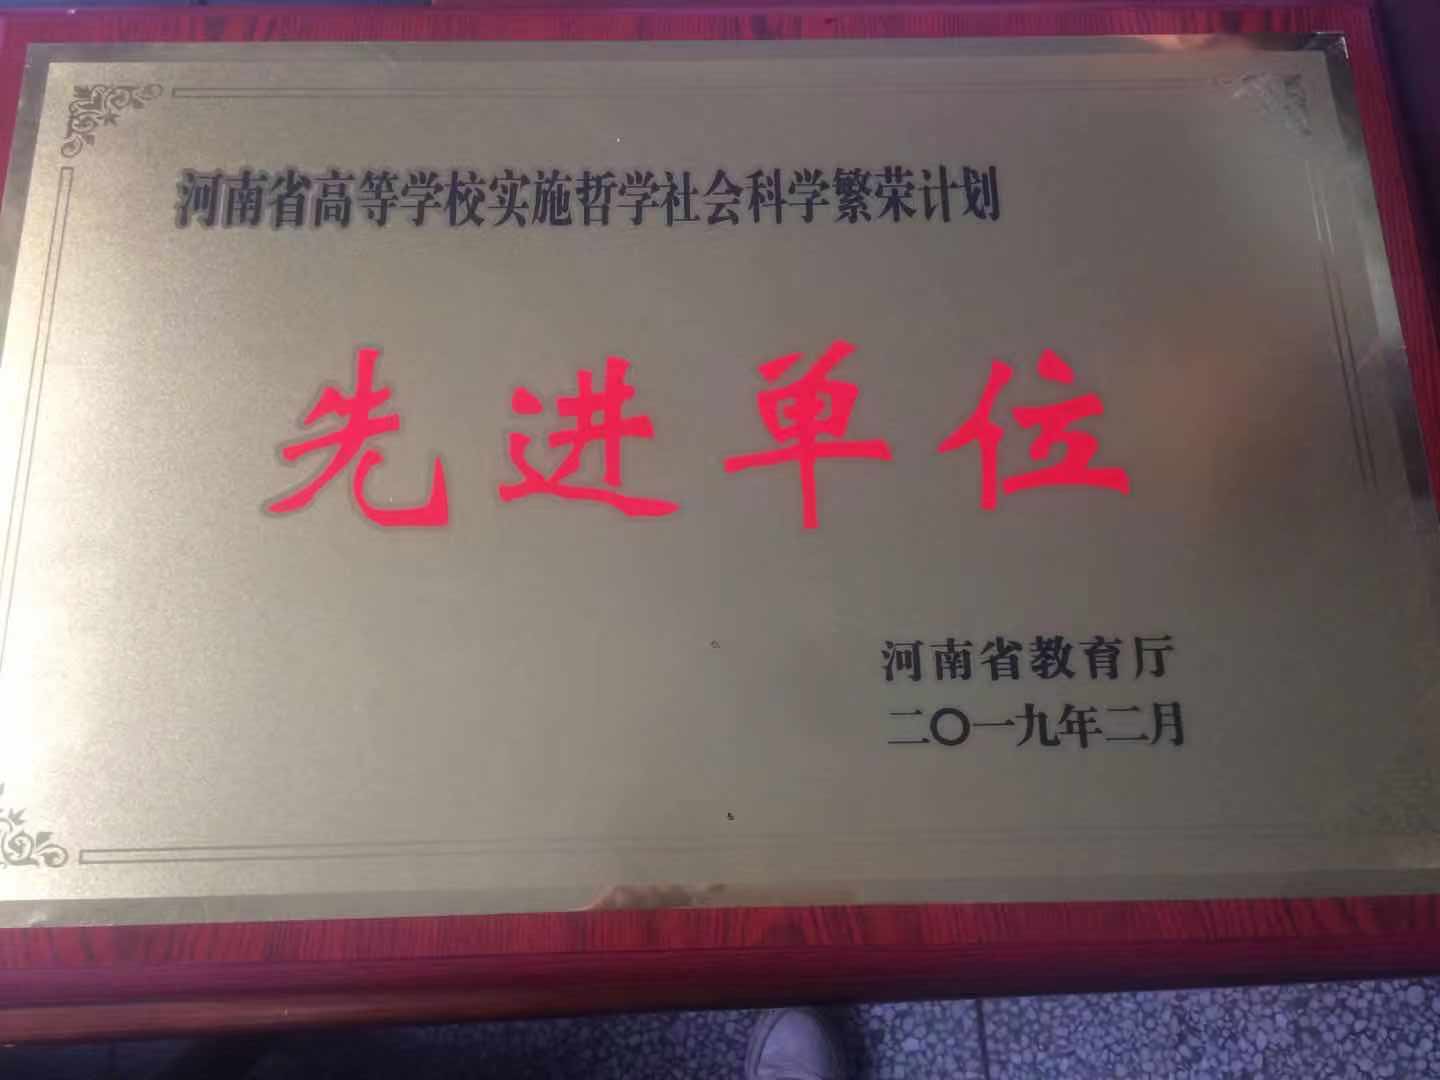 河南省高等学校实施哲学社会科学繁荣计划
先进单位
河南省教育厅
二〇一九年二月